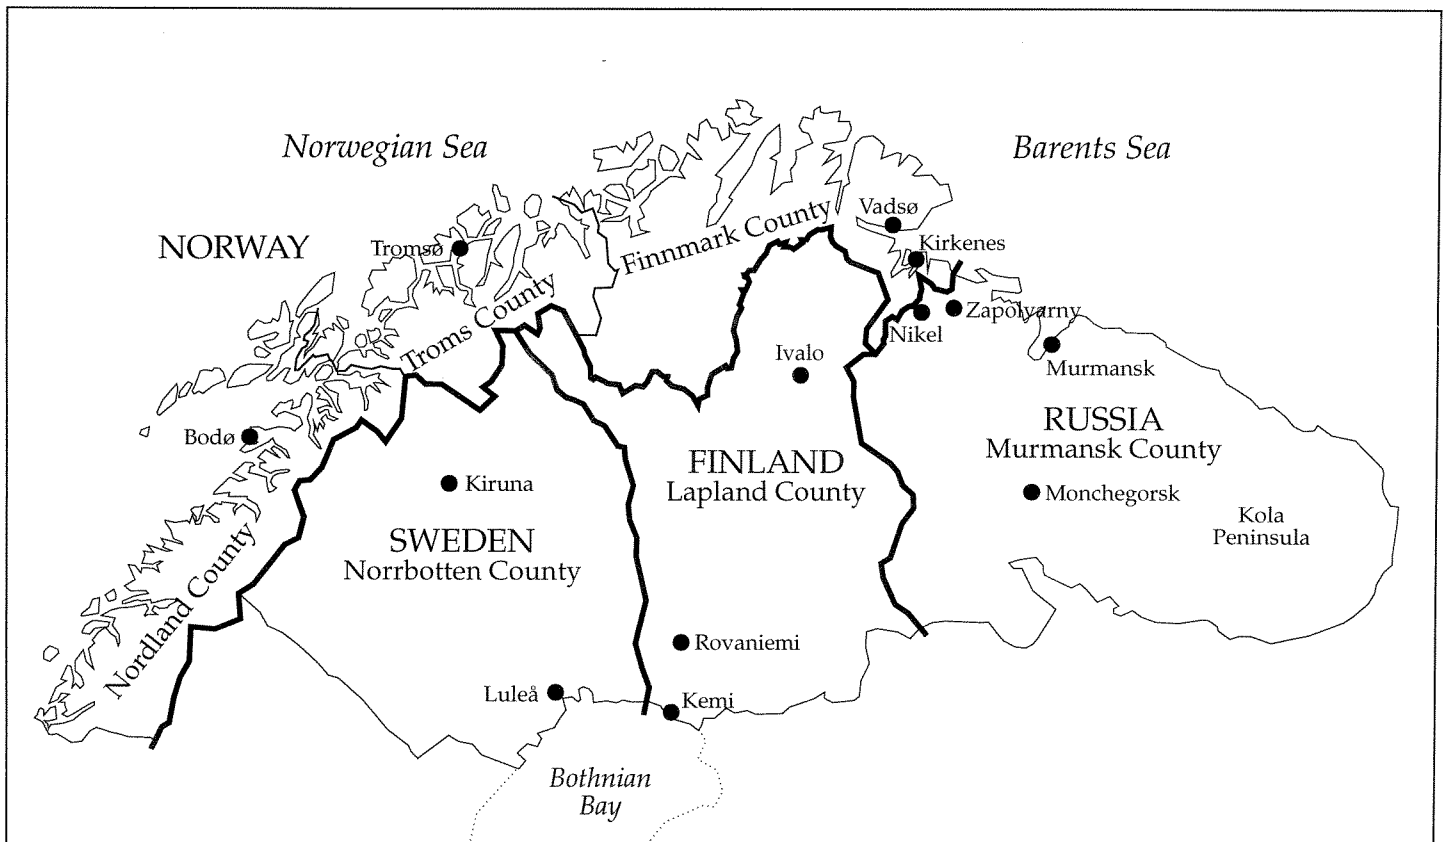 Norwegian Sea
Barents Sea
NORWAY
Tromsø
Vadsø
Kirkenes
Finnmark County
Troms County
Zapolyarny
Nikel
Ivalo
Murmansk
Bodø
RUSSIA
Murmansk County
FINLAND
Lapland County
Kiruna
Monchegorsk
Kola
Peninsula
SWEDEN
Norrbotten County
Nordland County
Rovaniemi
Luleå
Kemi
Bothnian
Bay